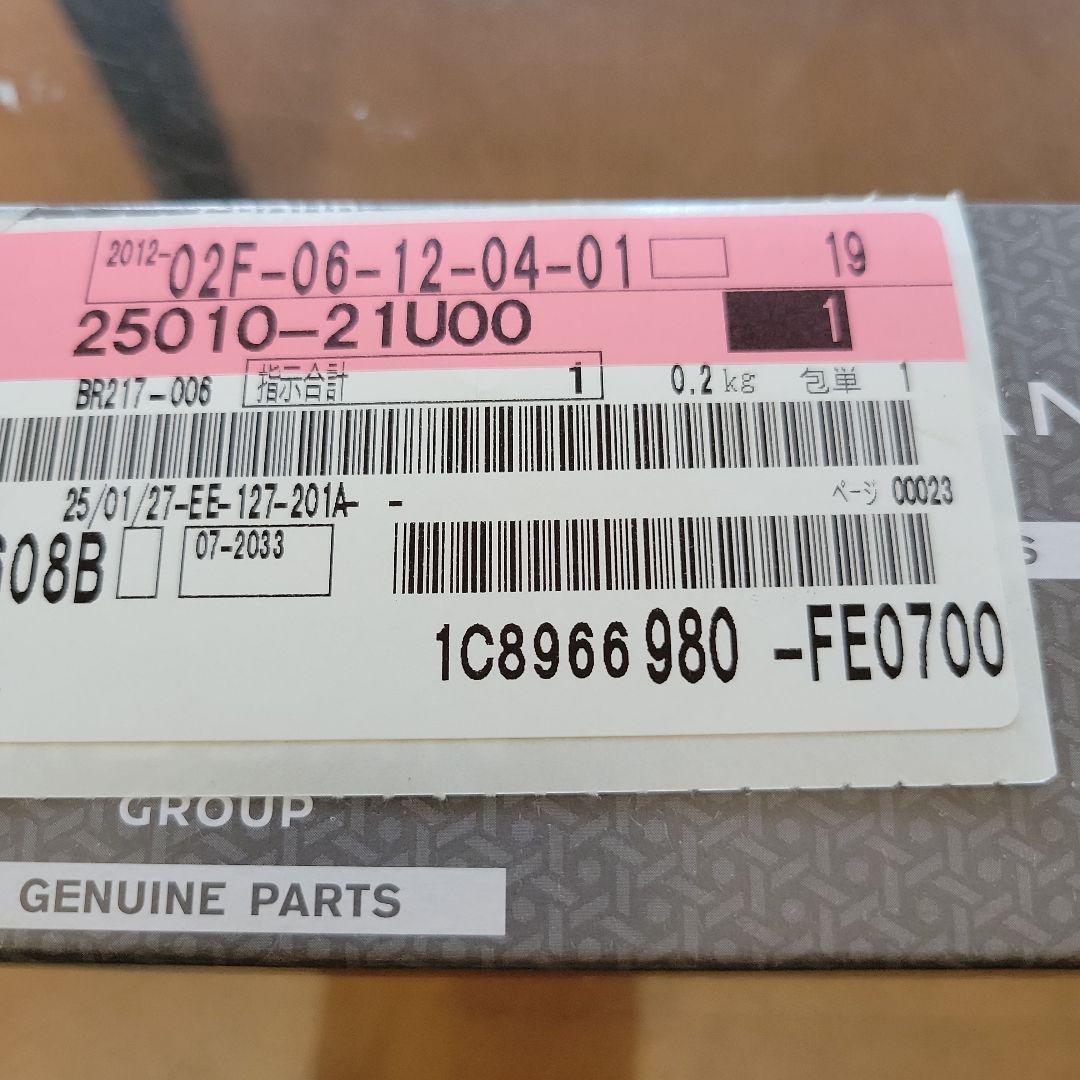 2012-02F-06-12-04-01 19
25010-21U00 1
BR217-006 指示合計 1 0.2kg 包単 1
25/01/27-EE-127-201A- -
ページ 00023
608B 07-2033
1C8966980 -FE0700
GROUP
GENUINE PARTS